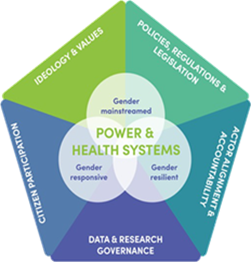 IDEOLOGY & VALUES
POLICIES, REGULATIONS &
LEGISLATION
Gender
mainstreamed
POWER &
HEALTH SYSTEMS
Gender
responsive
Gender
resilient
CITIZEN PARTICIPATION
ACTOR ALIGNMENT &
ACCOUNTABILITY
DATA & RESEARCH
GOVERNANCE